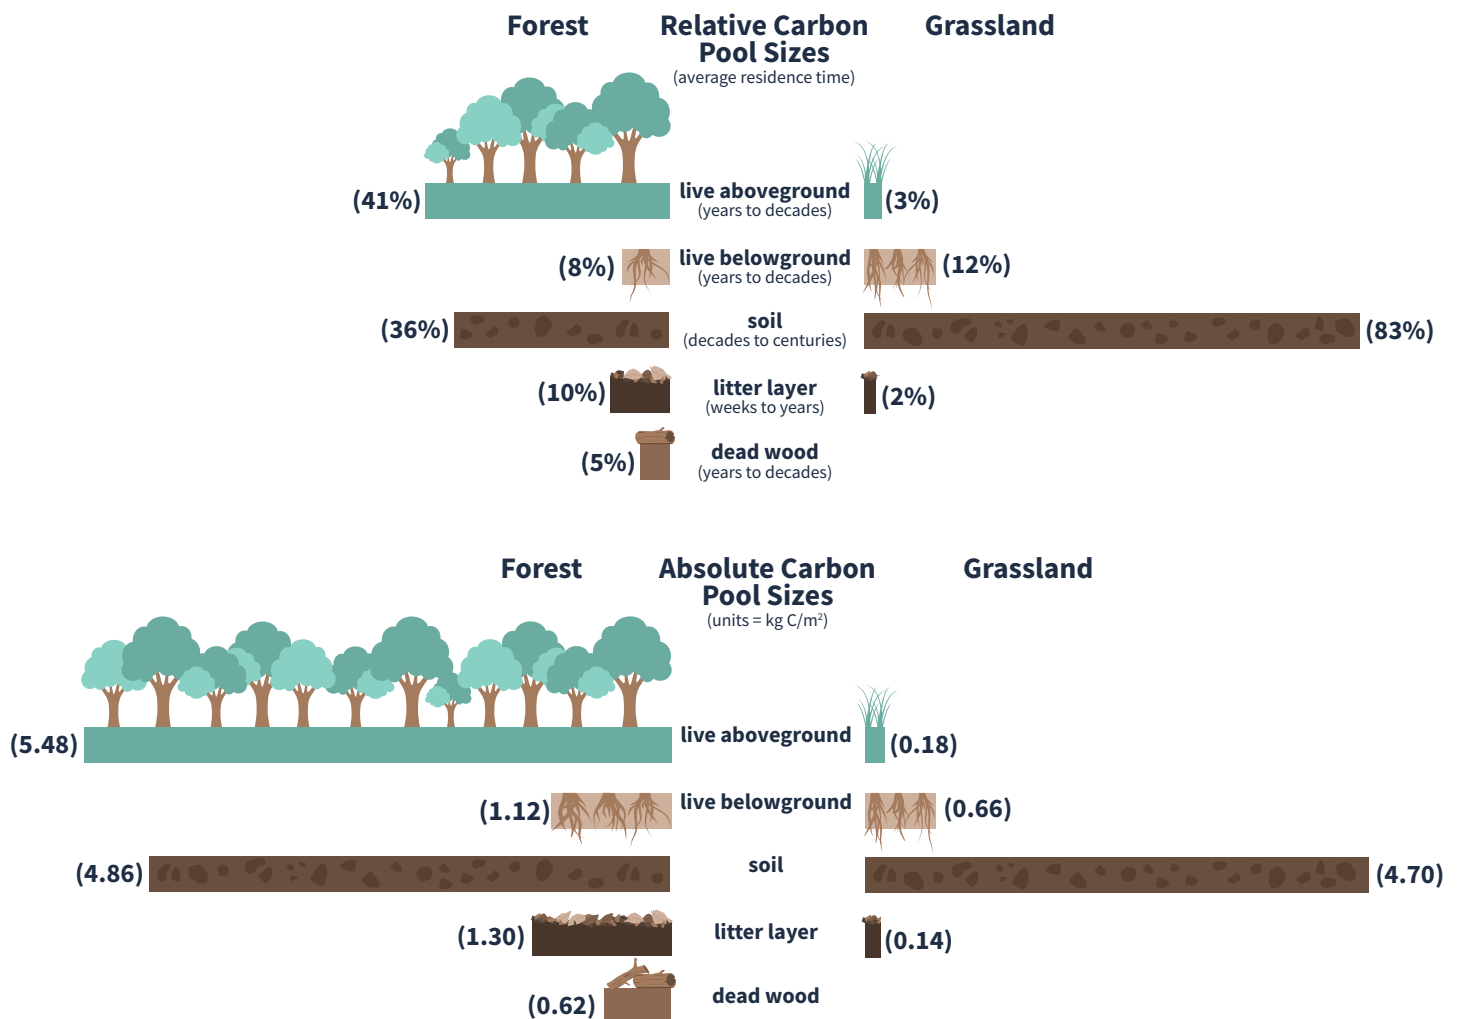 Forest
Relative Carbon
Pool Sizes
(average residence time)
Grassland
(41%)
live aboveground
(years to decades)
(3%)
(8%)
live belowground
(years to decades)
(12%)
(36%)
soil
(decades to centuries)
(83%)
(10%)
litter layer
(weeks to years)
(2%)
(5%)
dead wood
(years to decades)
Forest
Absolute Carbon
Pool Sizes
(units = kg C/m²)
Grassland
(5.48)
live aboveground
(0.18)
(1.12)
live belowground
(0.66)
(4.86)
soil
(4.70)
(1.30)
litter layer
(0.14)
(0.62)
dead wood